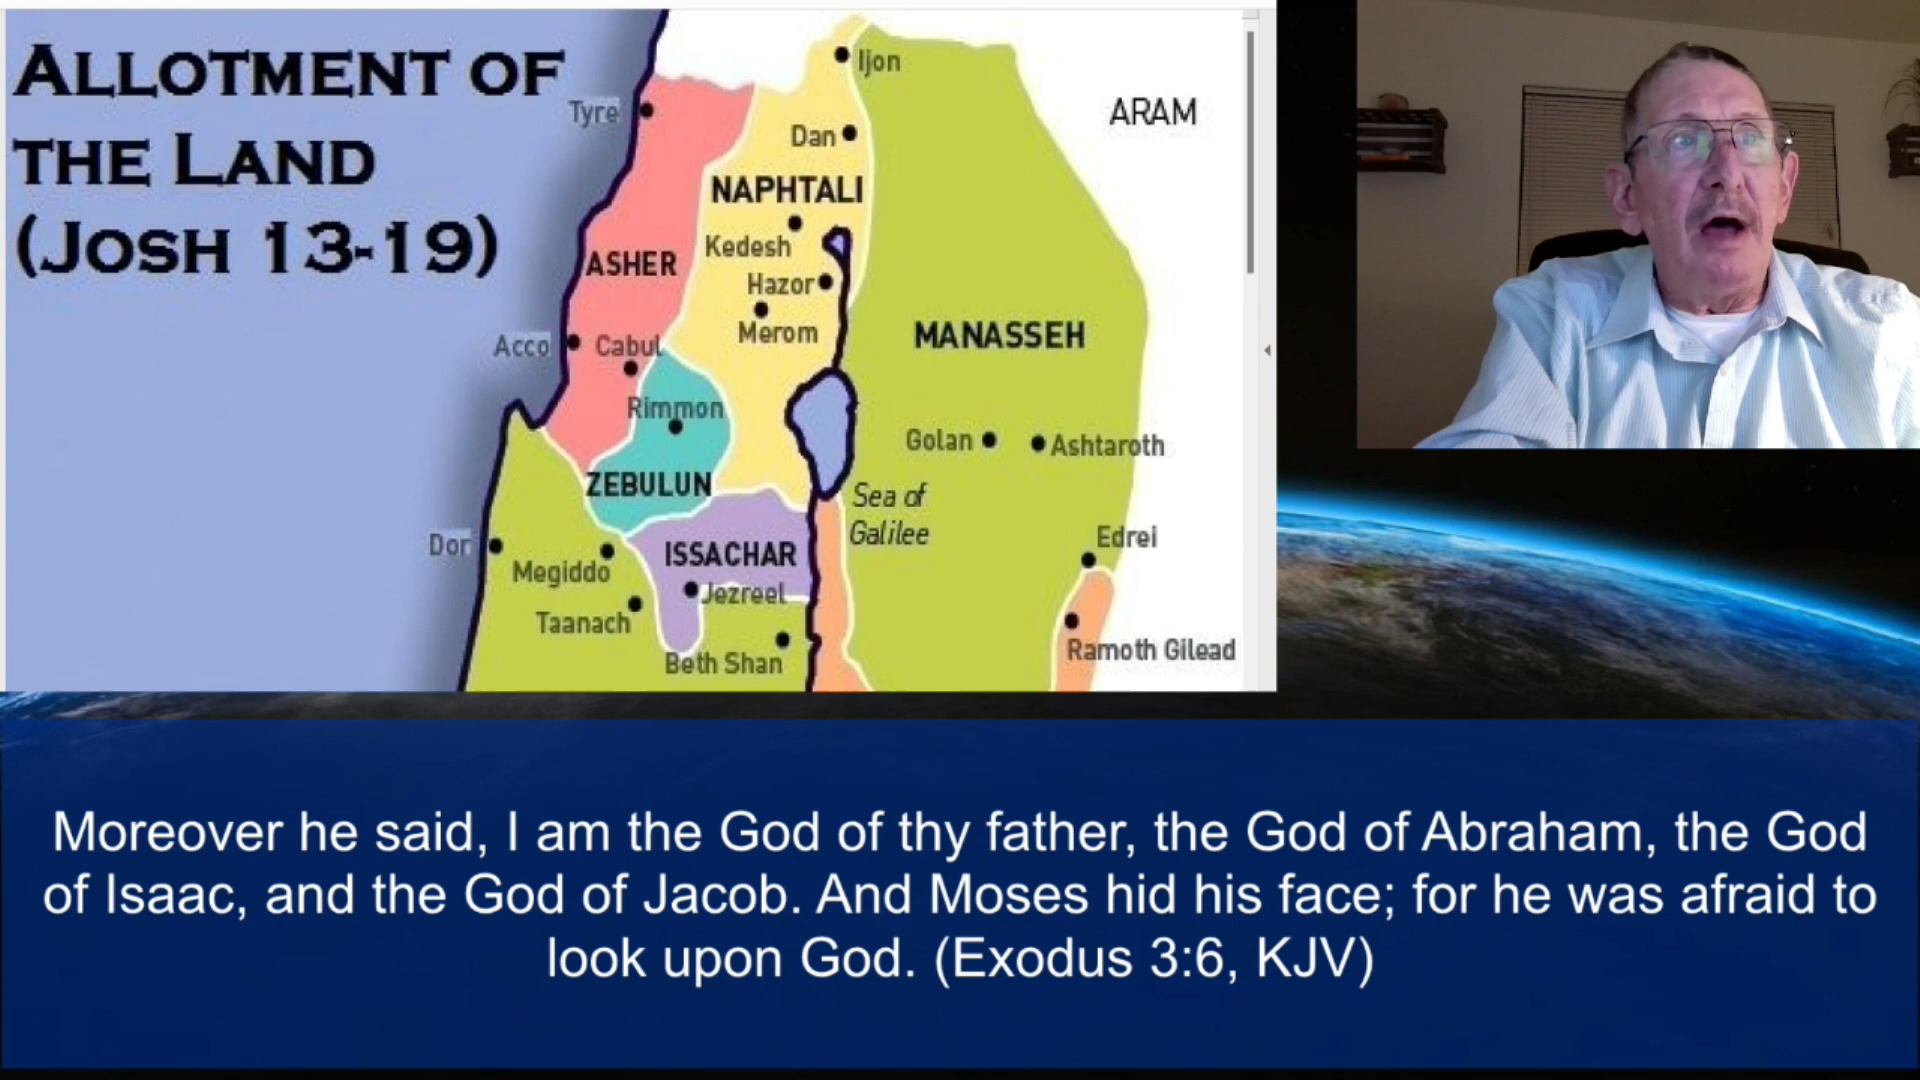 ALLOTMENT OF
THE LAND
(JOSH 13-19)
Ijon
ARAM
Tyre
Dan
NAPHTALI
Kedesh
ASHER
Hazor
Merom
MANASSEH
Acco
Cabul
Rimmon
Golan
Ashtaroth
ZEBULUN
Sea of
Galilee
Edrei
Dor
ISSACHAR
Megiddo
Jezreel
Taanach
Ramoth Gilead
Beth Shan
Moreover he said, I am the God of thy father, the God of Abraham, the God
of Isaac, and the God of Jacob. And Moses hid his face; for he was afraid to
look upon God. (Exodus 3:6, KJV)